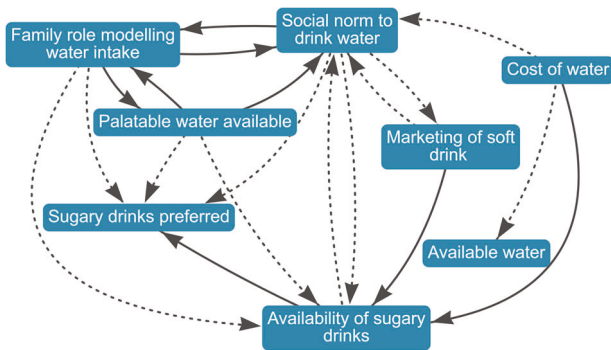 Family role modelling
water intake
Social norm to
drink water
Cost of water
Palatable water available
Marketing of soft
drink
Sugary drinks preferred
Available water
Availability of sugary
drinks